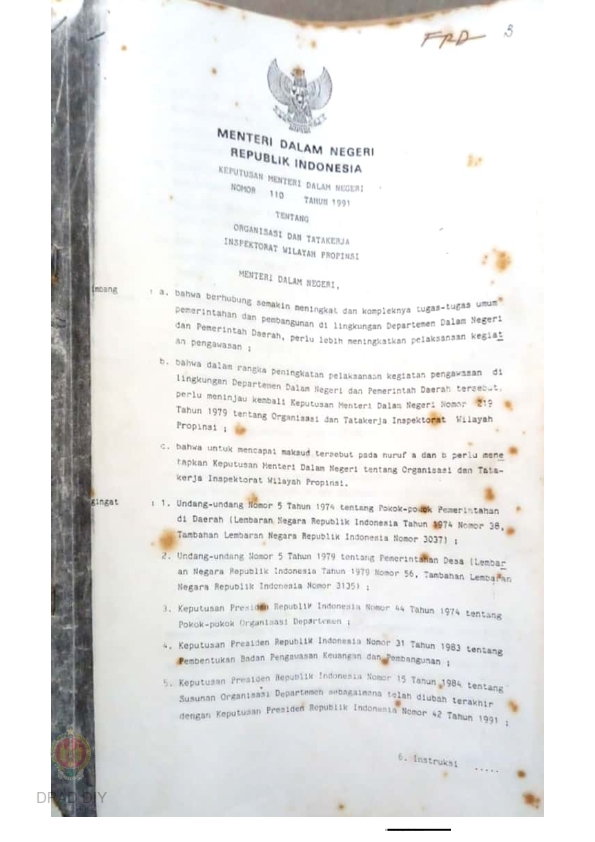 FRD 3
MENTERI DALAM NEGERI
REPUBLIK INDONESIA
KEPUTUSAN MENTERI DALAM NEGERI
NOMOR 110 TAHUN 1991
TENTANG
ORGANISASI DAN TATAKERJA
INSPEKTORAT WILAYAH PROPINSI
MENTERI DALAM NEGERI,
imbang : a. bahwa berhubung semakin meningkat dan kompleknya tugas-tugas umum
pemerintahan dan pembangunan di lingkungan Departemen Dalam Negeri
dan Pemerintah Daerah, perlu lebih meningkatkan pelaksanaan kegiat
an pengawasan ;
b. bahwa dalam rangka peningkatan pelaksanaan kegiatan pengawasan di
lingkungan Departemen Dalam Negeri dan Pemerintah Daerah tersebut,
perlu meninjau kembali Keputusan Menteri Dalam Negeri Nomor 219
Tahun 1979 tentang Organisasi dan Tatakerja Inspektorat Wilayah
Propinsi ;
c. bahwa untuk mencapai maksud tersebut pada huruf a dan b perlu mene
tapkan Keputusan Menteri Dalam Negeri tentang Organisasi dan Tata-
kerja Inspektorat Wilayah Propinsi.
gingat : 1. Undang-undang Nomor 5 Tahun 1974 tentang Pokok-pokok Pemerintahan
di Daerah (Lembaran Negara Republik Indonesia Tahun 1974 Nomor 38,
Tambahan Lembaran Negara Republik Indonesia Nomor 3037) ;
2. Undang-undang Nomor 5 Tahun 1979 tentang Pemerintahan Desa (Lembar
an Negara Republik Indonesia Tahun 1979 Nomor 56, Tambahan Lembaran
Negara Republik Indonesia Nomor 3135) ;
3. Keputusan Presiden Republik Indonesia Nomor 44 Tahun 1974 tentang
Pokok-pokok Organisasi Departemen ;
4. Keputusan Presiden Republik Indonesia Nomor 31 Tahun 1983 tentang
Pembentukan Badan Pengawasan Keuangan dan Pembangunan ;
5. Keputusan Presiden Republik Indonesia Nomor 15 Tahun 1984 tentang
Susunan Organisasi Departemen sebagaimana telah diubah terakhir
dengan Keputusan Presiden Republik Indonesia Nomor 42 Tahun 1991 ;
6. Instruksi .....
DPRD DIY